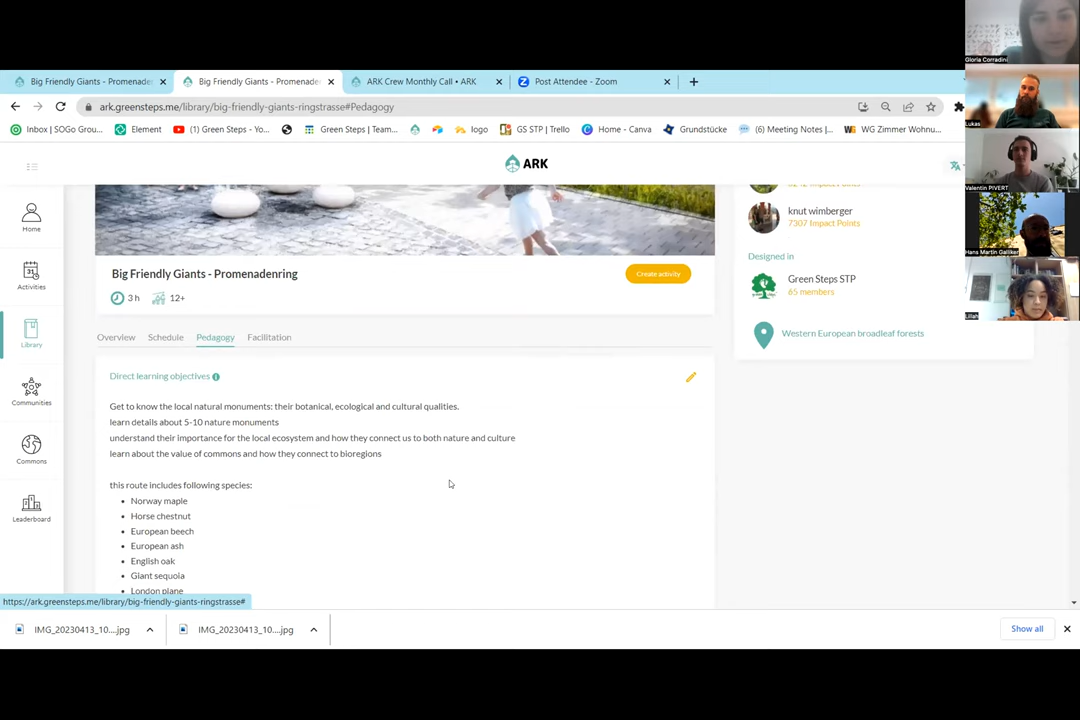 Gloria Corradini
Big Friendly Giants - Promenade
Big Friendly Giants - Promenade
ARK Crew Monthly Call • ARK
Post Attendee - Zoom
ark.greensteps.me/library/big-friendly-giants-ringstrasse#Pedagogy
Lukas
Inbox | SOGo Grou...
Element
(1) Green Steps - Yo...
Green Steps | Team...
logo
GS STP | Trello
Home - Canva
Grundstücke
(6) Meeting Notes |...
WG Zimmer Wohnu...
ARK
Valentin PIVERT
Home
knut wimberger
7307 Impact Points
Hans Martin Galliker
Designed in
Activities
Big Friendly Giants - Promenadenring
Create activity
Green Steps STP
65 members
3 h
12+
Lillah
Library
Overview
Schedule
Pedagogy
Facilitation
Western European broadleaf forests
Direct learning objectives
Communities
Get to know the local natural monuments: their botanical, ecological and cultural qualities.
learn details about 5-10 nature monuments
understand their importance for the local ecosystem and how they connect us to both nature and culture
learn about the value of commons and how they connect to bioregions
Commons
this route includes following species:
Norway maple
Horse chestnut
Leaderboard
European beech
European ash
English oak
Giant sequoia
London plane
https://ark.greensteps.me/library/big-friendly-giants-ringstrasse#
IMG_20230413_10....jpg
IMG_20230413_10....jpg
Show all